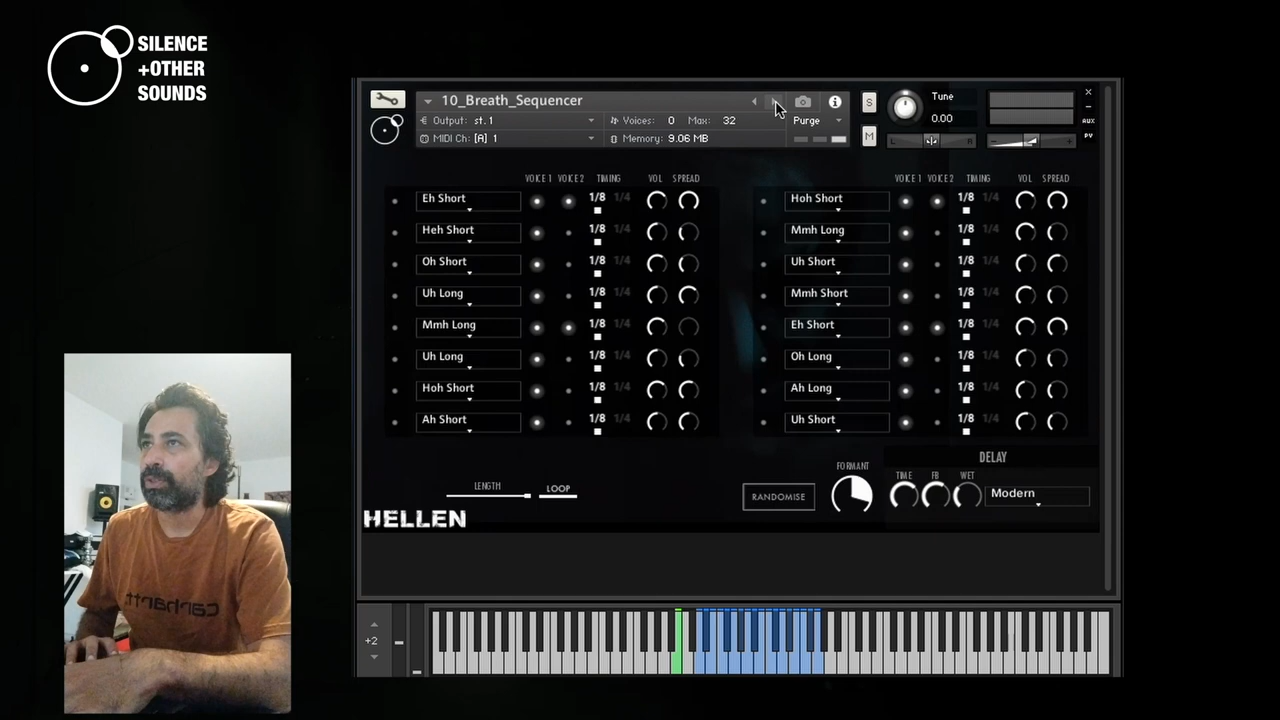 SILENCE
+OTHER
SOUNDS
10_Breath_Sequencer
Output: st.1
Voices: 0 Max: 32
Purge
MIDI Ch: [A] 1
Memory: 9.06 MB
S
M
Tune
0.00
L R
AUX
PV
VOICE 1 VOICE 2 TIMING VOL SPREAD
Eh Short 1/8 1/4
Heh Short 1/8 1/4
Oh Short 1/8 1/4
Uh Long 1/8 1/4
Mmh Long 1/8 1/4
Uh Long 1/8 1/4
Hoh Short 1/8 1/4
Ah Short 1/8 1/4
VOICE 1 VOICE 2 TIMING VOL SPREAD
Hoh Short 1/8 1/4
Mmh Long 1/8 1/4
Uh Short 1/8 1/4
Mmh Short 1/8 1/4
Eh Short 1/8 1/4
Oh Long 1/8 1/4
Ah Long 1/8 1/4
Uh Short 1/8 1/4
LENGTH LOOP
RANDOMISE
FORMANT
DELAY
TIME FB WET
Modern
HELLEN
+2
carhartt